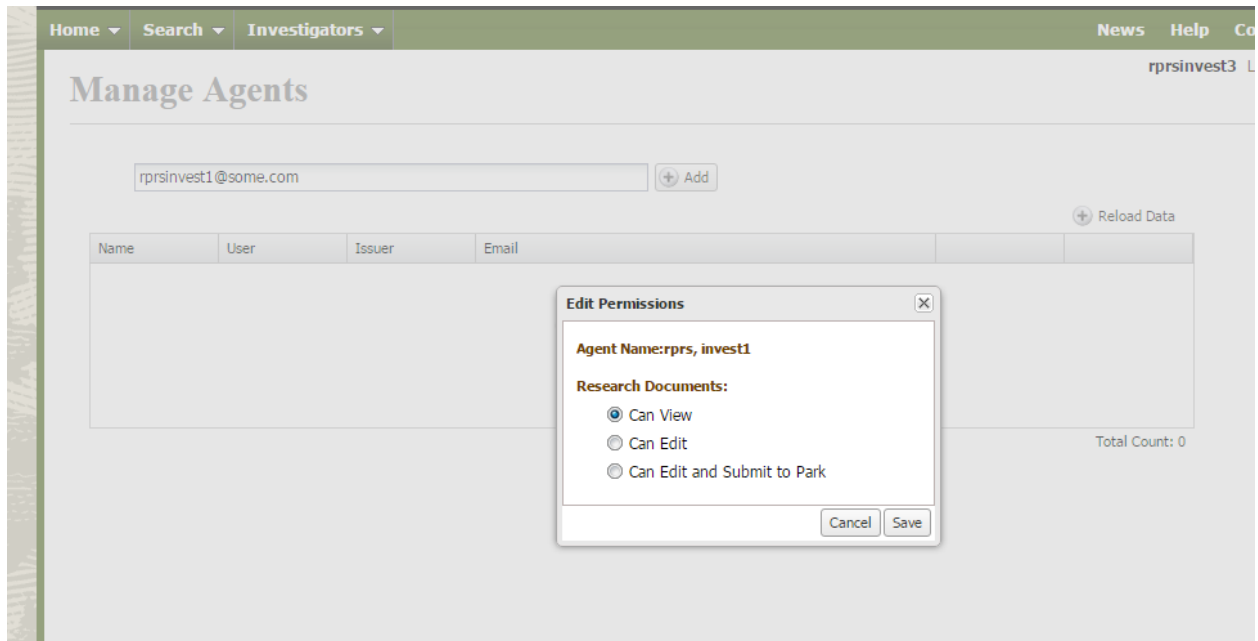 Home Search Investigators News Help Co
rprsinvest3 L
Manage Agents
rprsinvest1@some.com Add
Reload Data
Name User Issuer Email
Edit Permissions
Agent Name:rprs, invest1
Research Documents:
Can View
Can Edit
Can Edit and Submit to Park
Total Count: 0
Cancel Save